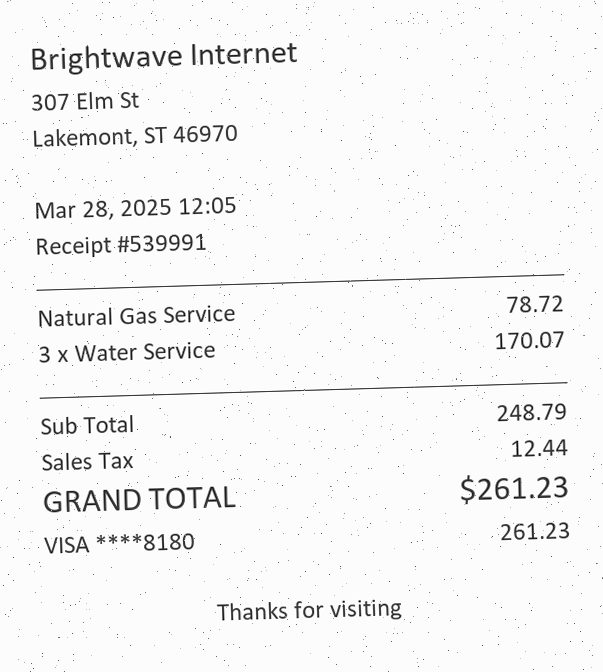 Brightwave Internet
307 Elm St
Lakemont, ST 46970
Mar 28, 2025 12:05
Receipt #539991
Natural Gas Service 78.72
3 x Water Service 170.07
Sub Total 248.79
Sales Tax 12.44
GRAND TOTAL $261.23
VISA ****8180 261.23
Thanks for visiting